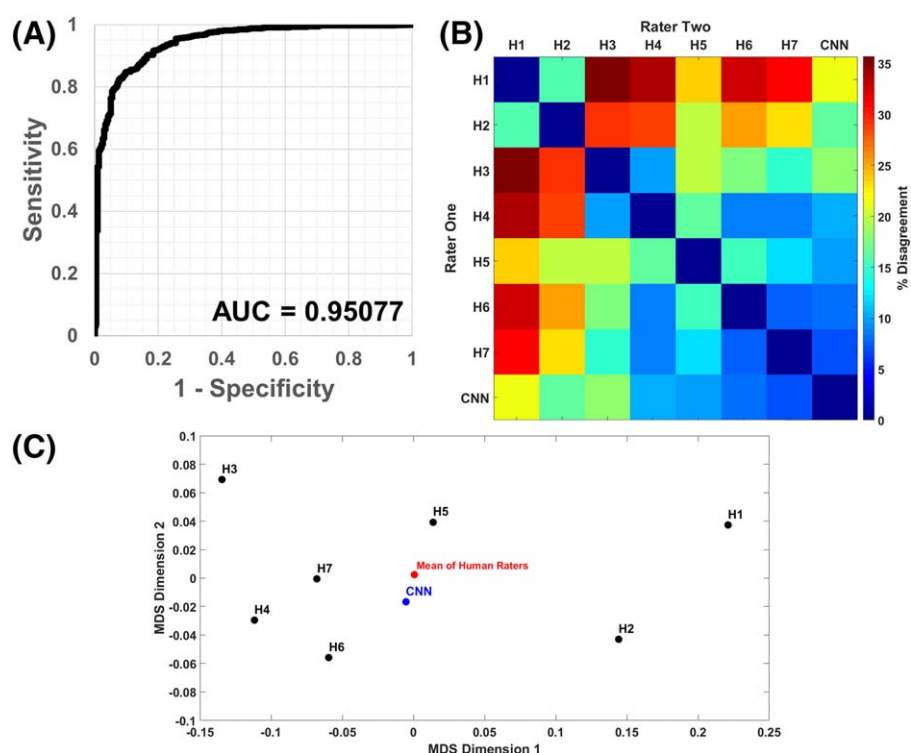 (A)
1
0.8
0.6
0.4
0.2
0
Sensitivity
AUC = 0.95077
0 0.2 0.4 0.6 0.8 1
1 - Specificity
(B)
Rater Two
H1 H2 H3 H4 H5 H6 H7 CNN
H1
H2
H3
H4
H5
H6
H7
CNN
Rater One
35
30
25
20
15
10
5
0
% Disagreement
(C)
0.1
0.08
0.06
0.04
0.02
0
-0.02
-0.04
-0.06
-0.08
-0.1
MDS Dimension 2
H3
H5
H1
Mean of Human Raters
H7
CNN
H4
H2
H6
-0.15 -0.1 -0.05 0 0.05 0.1 0.15 0.2 0.25
MDS Dimension 1